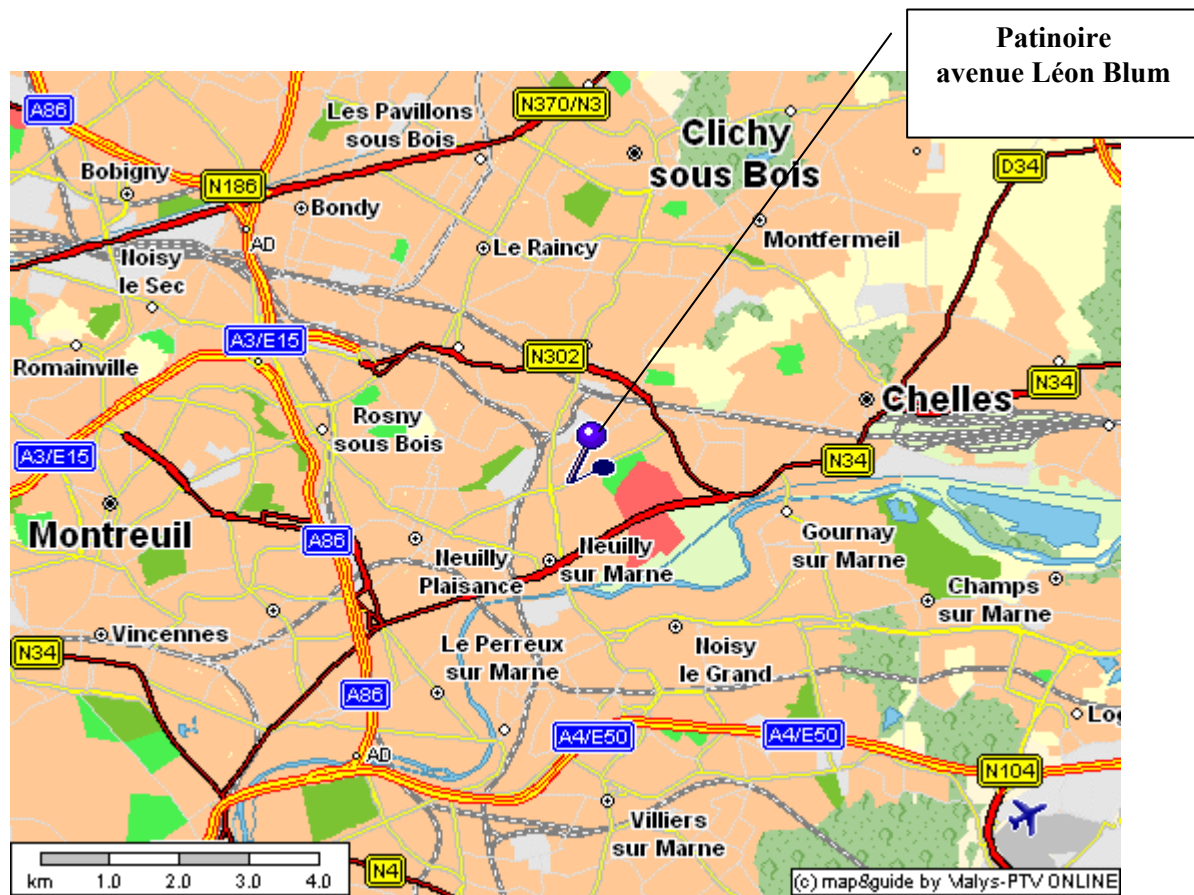 Patinoire
avenue Léon Blum
A86
N370/N3
Les Pavillons
sous Bois
Clichy
sous Bois
D34
Bobigny
N186
Bondy
AD
Le Raincy
Montfermeil
Noisy
le Sec
A3/E15
N302
Romainville
N34
Chelles
Rosny
sous Bois
A3/E15
N34
Montreuil
A86
Neuilly
Plaisance
Neuilly
sur Marne
Gournay
sur Marne
Champs
sur Marne
Vincennes
N34
Le Perreux
sur Marne
Noisy
le Grand
A86
Log
A4/E50
A4/E50
AD
N104
Villiers
sur Marne
N4
km 1.0 2.0 3.0 4.0
(c) map&guide by Malys-PTV ONLINE